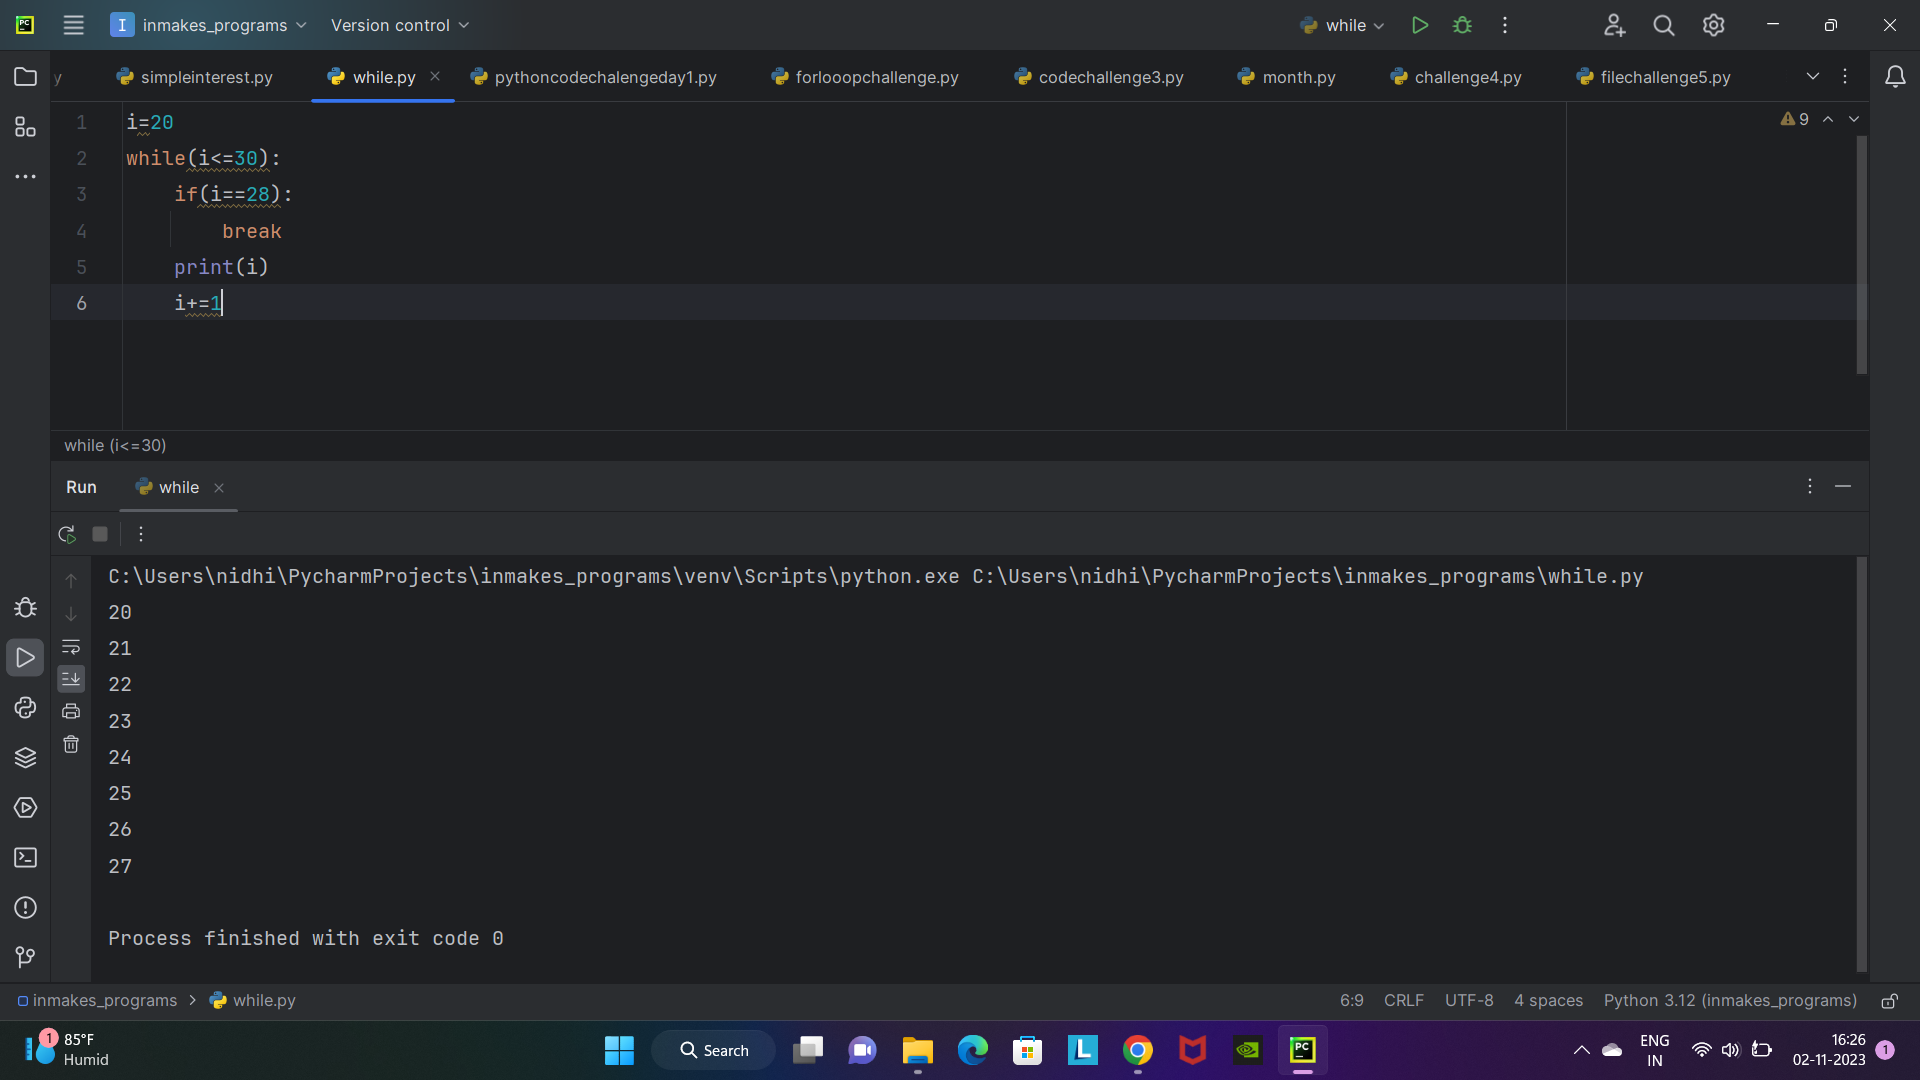 PC
I inmakes_programs Version control while
y simpleinterest.py while.py pythoncodechalengeday1.py forlooopchallenge.py codechallenge3.py month.py challenge4.py filechallenge5.py
1 i=20
2 while(i<=30):
3 if(i==28):
4 break
5 print(i)
6 i+=1
9
while (i<=30)
Run while
C:\Users\nidhi\PycharmProjects\inmakes_programs\venv\Scripts\python.exe C:\Users\nidhi\PycharmProjects\inmakes_programs\while.py
20
21
22
23
24
25
26
27
Process finished with exit code 0
inmakes_programs > while.py 6:9 CRLF UTF-8 4 spaces Python 3.12 (inmakes_programs)
1 85°F
Humid
Search
L
PC
ENG
IN
16:26
02-11-2023
1